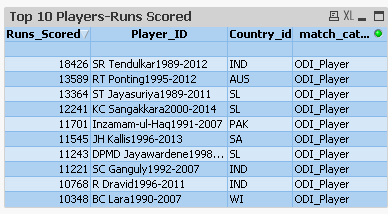 Top 10 Players-Runs Scored XL
Runs_Scored Player_ID Country_id match_cat...
18426 SR Tendulkar1989-2012 IND ODI_Player
13589 RT Ponting1995-2012 AUS ODI_Player
13364 ST Jayasuriya1989-2011 SL ODI_Player
12241 KC Sangakkara2000-2014 SL ODI_Player
11701 Inzamam-ul-Haq1991-2007 PAK ODI_Player
11545 JH Kallis1996-2013 SA ODI_Player
11243 DPMD Jayawardene1998... SL ODI_Player
11221 SC Ganguly1992-2007 IND ODI_Player
10768 R Dravid1996-2011 IND ODI_Player
10348 BC Lara1990-2007 WI ODI_Player